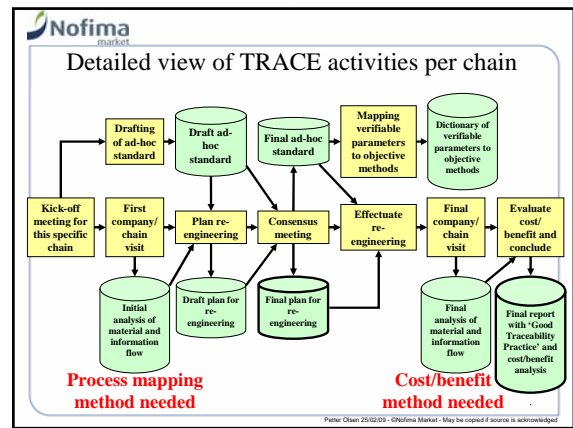 Nofima
market
Detailed view of TRACE activities per chain
Drafting
of ad-hoc
standard
Draft ad-
hoc
standard
Final ad-hoc
standard
Mapping
verifiable
parameters
to objective
methods
Dictionary of
verifiable
parameters to
objective
methods
Kick-off
meeting for
this specific
chain
First
company/
chain
visit
Plan re-
engineering
Consensus
meeting
Effectuate
re-
engineering
Final
company/
chain
visit
Evaluate
cost/
benefit and
conclude
Initial
analysis of
material and
information
flow
Draft plan for
re-
engineering
Final plan for
re-
engineering
Final
analysis of
material and
information
flow
Final report
with ‘Good
Traceability
Practice’ and
cost/benefit
analysis
Process mapping
method needed
Cost/benefit
method needed
Petter Olsen 25/02/09 - ©Nofima Market - May be copied if source is acknowledged